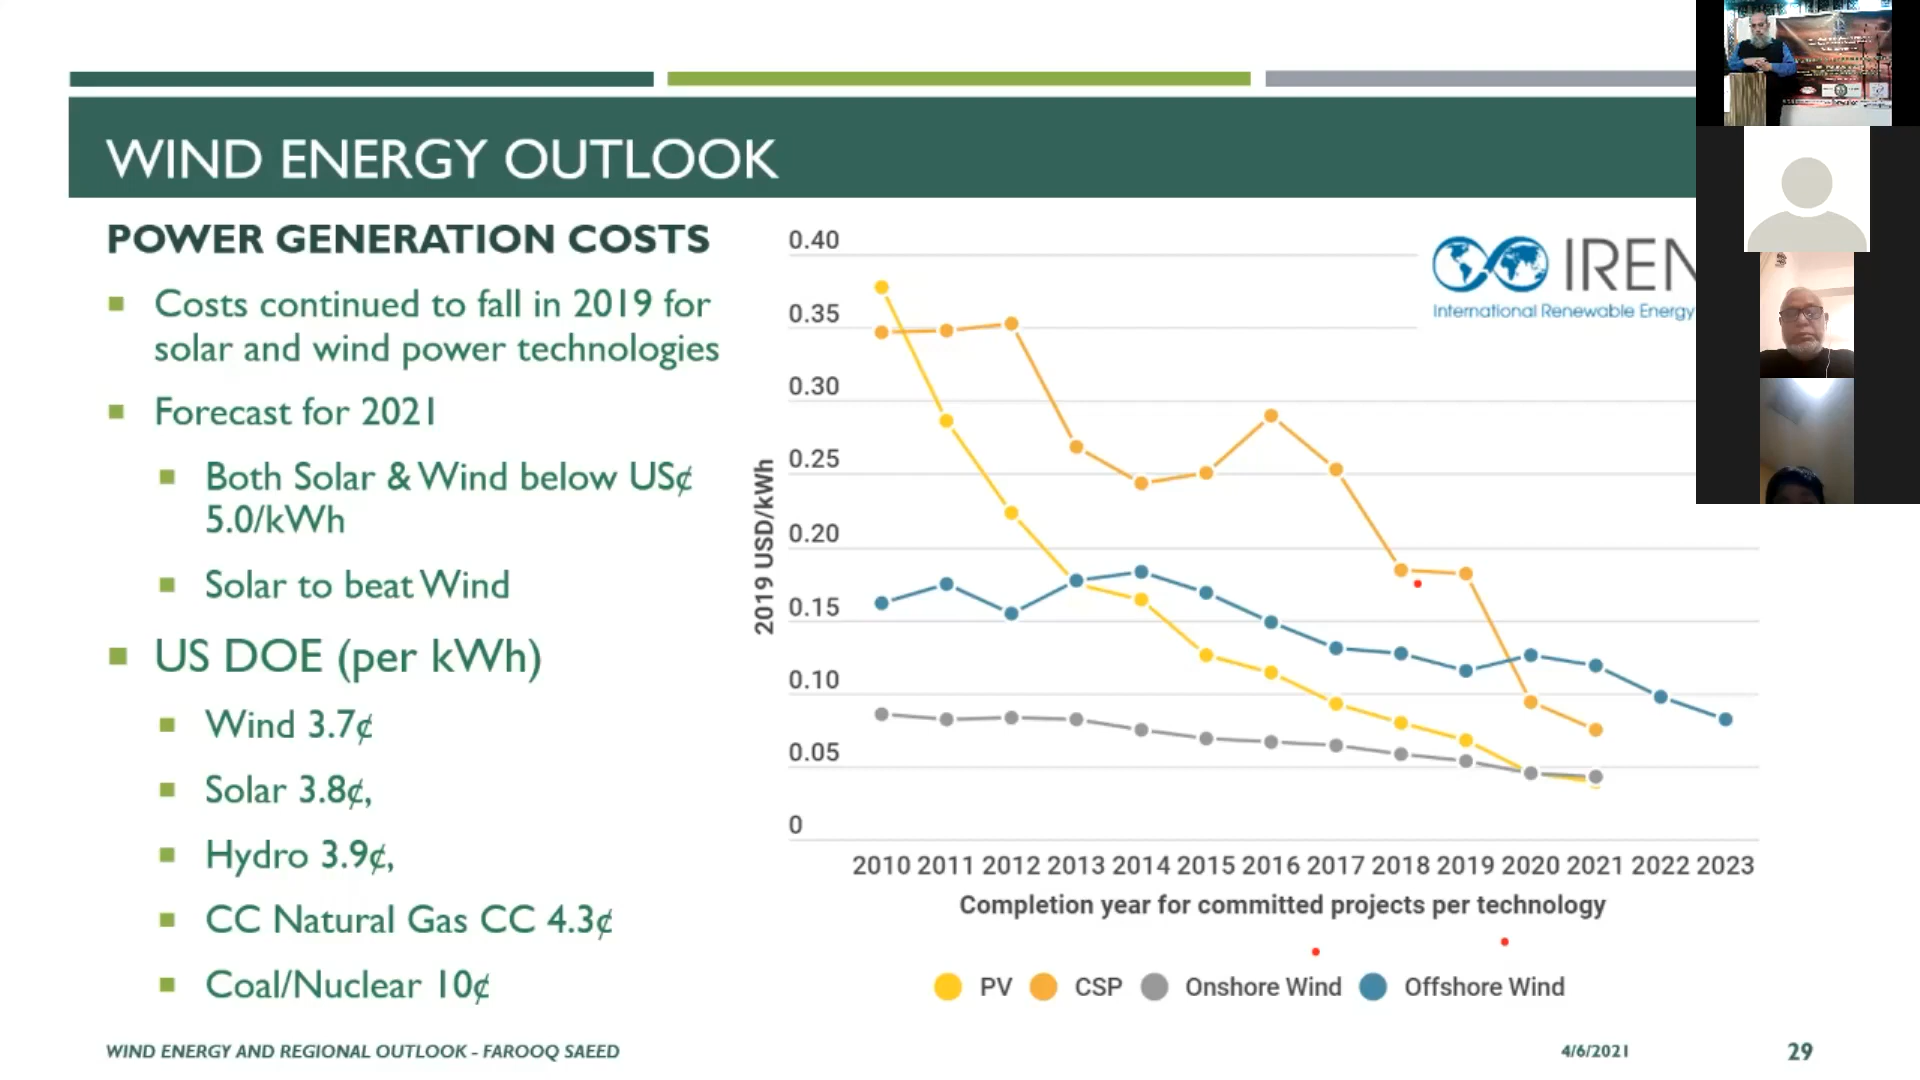 WIND ENERGY OUTLOOK
POWER GENERATION COSTS
Costs continued to fall in 2019 for
solar and wind power technologies
Forecast for 2021
Both Solar & Wind below US¢
5.0/kWh
Solar to beat Wind
US DOE (per kWh)
Wind 3.7¢
Solar 3.8¢,
Hydro 3.9¢,
CC Natural Gas CC 4.3¢
Coal/Nuclear 10¢
2019 USD/kWh
0.40
0.35
0.30
0.25
0.20
0.15
0.10
0.05
0
IREN
International Renewable Energy
2010 2011 2012 2013 2014 2015 2016 2017 2018 2019 2020 2021 2022 2023
Completion year for committed projects per technology
PV CSP Onshore Wind Offshore Wind
WIND ENERGY AND REGIONAL OUTLOOK - FAROOQ SAEED
4/6/2021
29